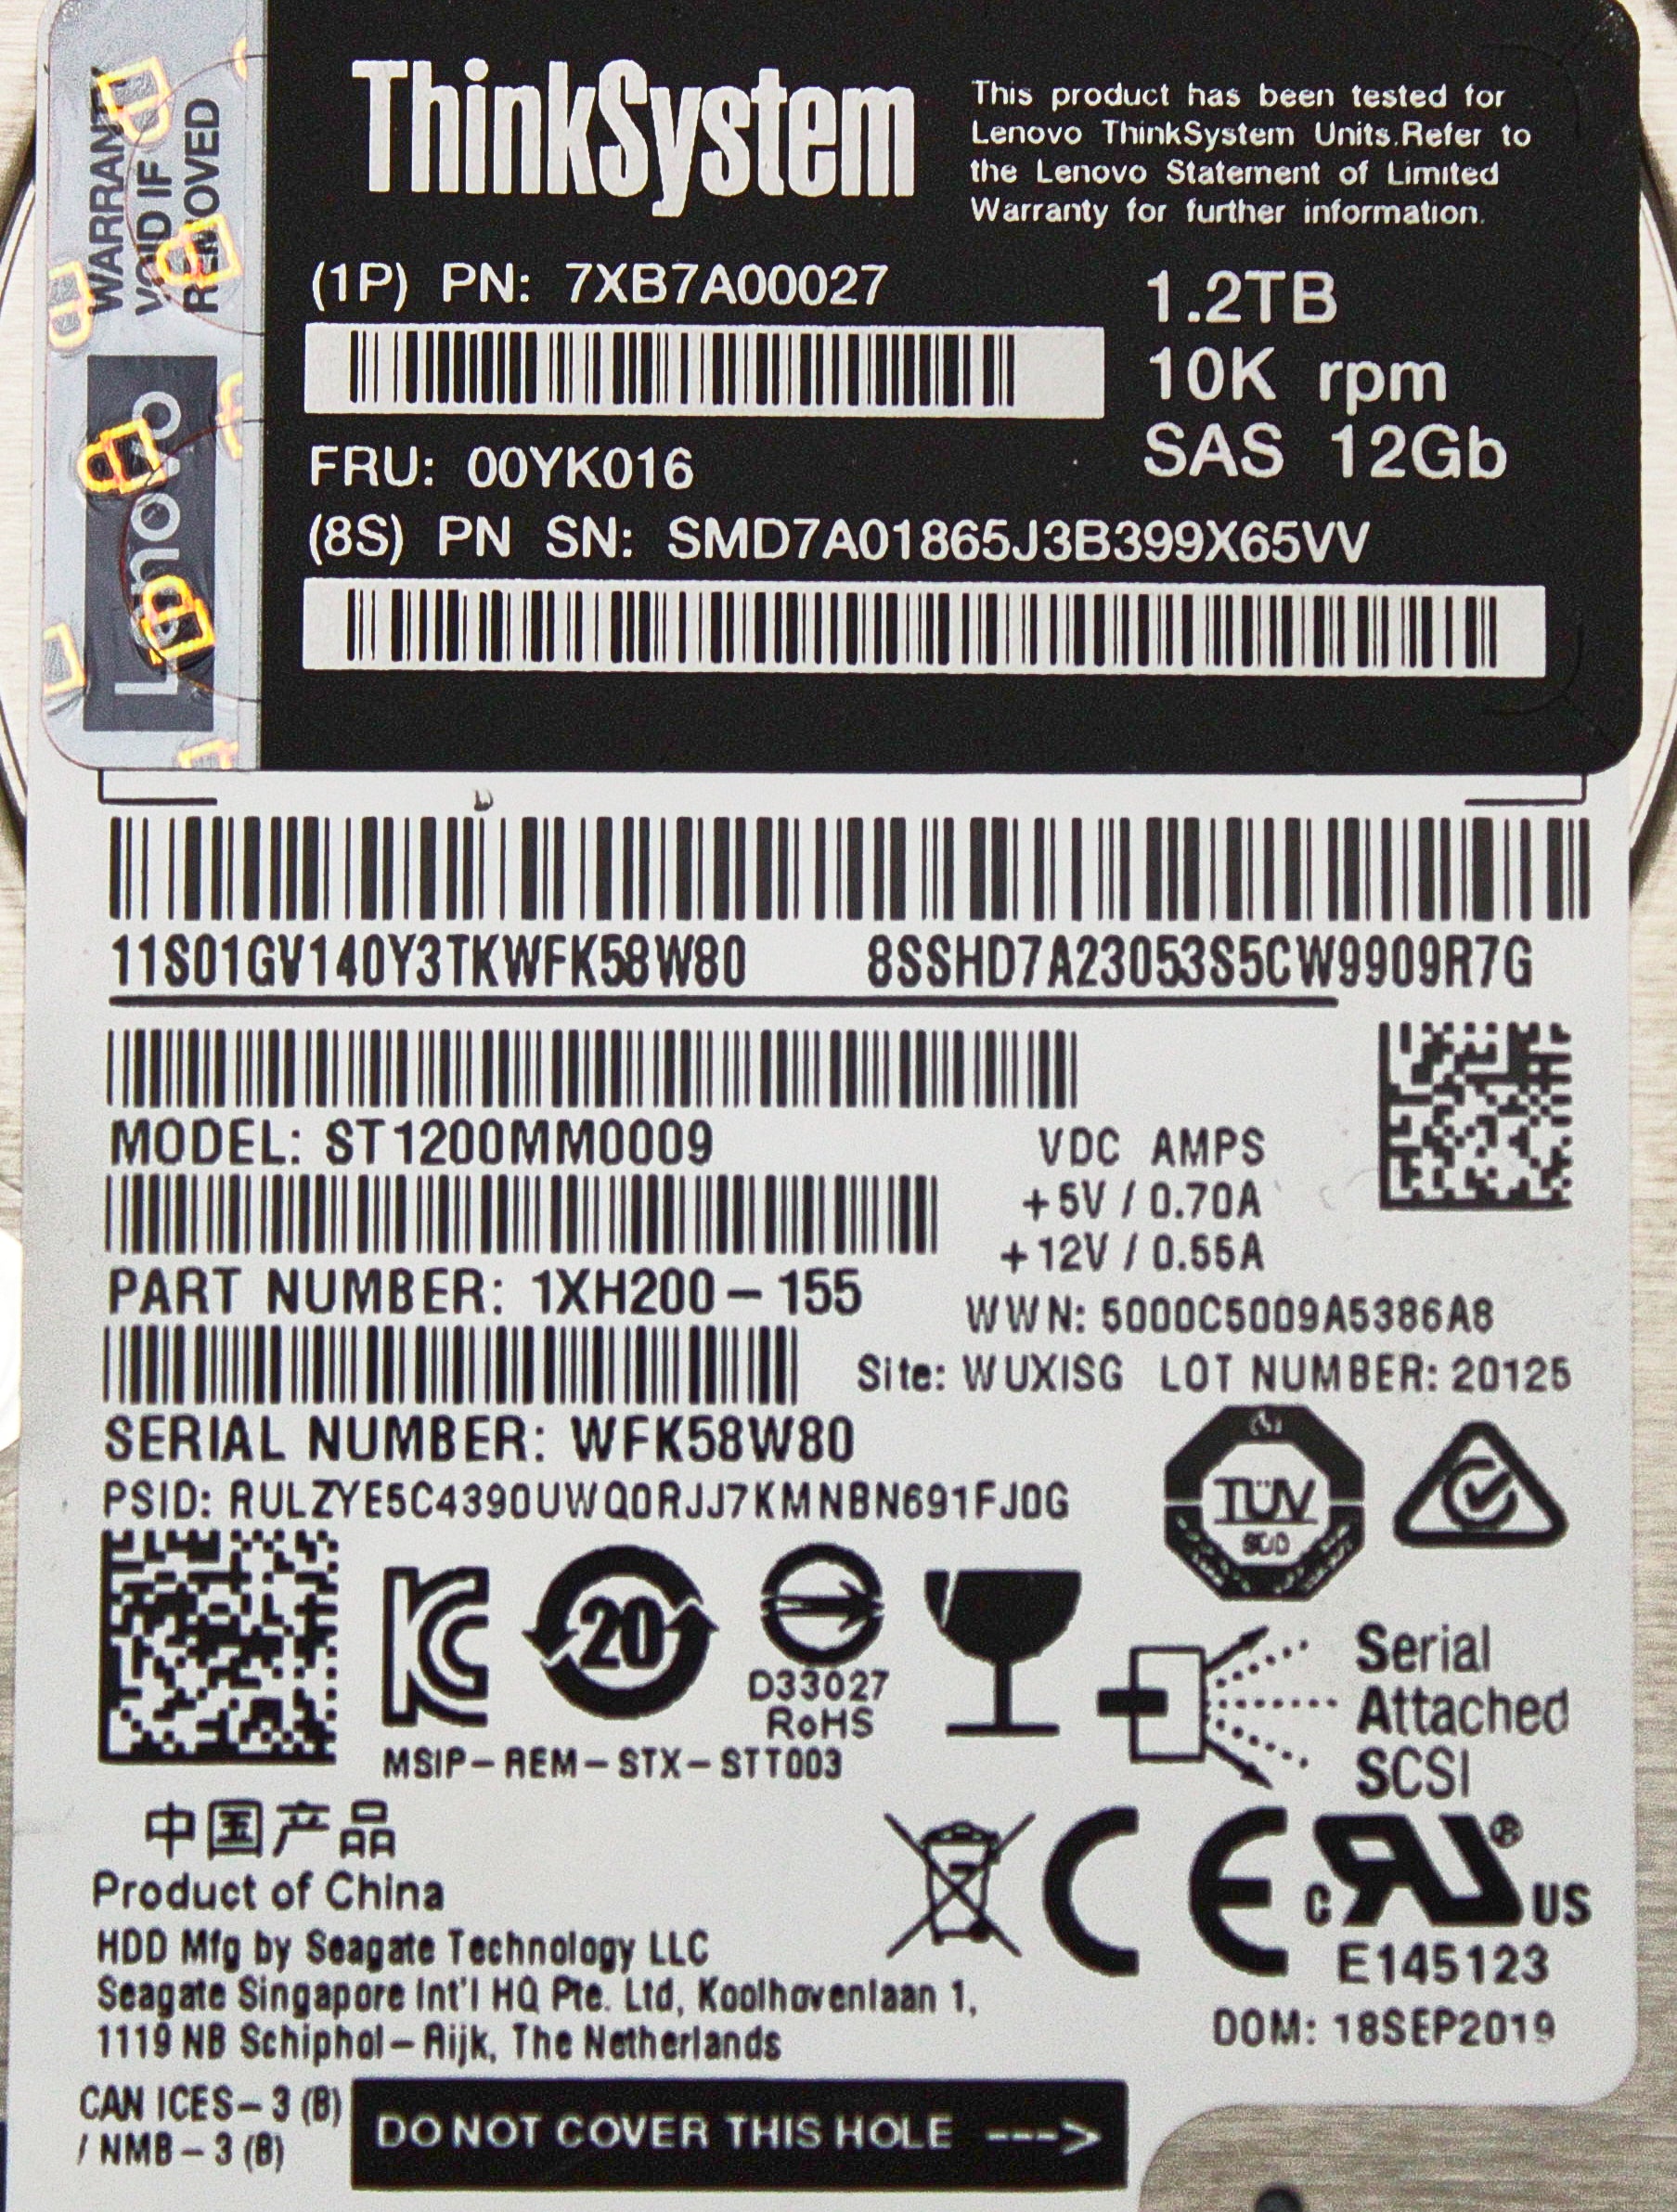 WARRANTY
VOID IF
REMOVED
Lenovo
ThinkSystem
This product has been tested for
Lenovo ThinkSystem Units.Refer to
the Lenovo Statement of Limited
Warranty for further information.
(1P) PN: 7XB7A00027
1.2TB
10K rpm
SAS 12Gb
FRU: 00YK016
(8S) PN SN: SMD7A01865J3B399X65VV
11S01GV140Y3TKWFK58W80 8SSHD7A23053S5CW9909R7G
MODEL: ST1200MM0009
VDC AMPS
+5V / 0.70A
+12V / 0.55A
PART NUMBER: 1XH200-155
WWN: 5000C5009A5386A8
Site: WUXISG LOT NUMBER: 20125
SERIAL NUMBER: WFK58W80
PSID: RULZYE5C4390UWQ0RJJ7KMNBN691FJ0G
TÜV
SÜD
20
D33027
RoHS
MSIP-REM-STX-STT003
Serial
Attached
SCSI
中国产品
Product of China
HDD Mfg by Seagate Technology LLC
Seagate Singapore Int'l HQ Pte. Ltd, Koolhovenlaan 1,
1119 NB Schiphol-Rijk, The Netherlands
CE
c RU ® US
E145123
DOM: 18SEP2019
CAN ICES-3 (B)
/ NMB-3 (B)
DO NOT COVER THIS HOLE --->